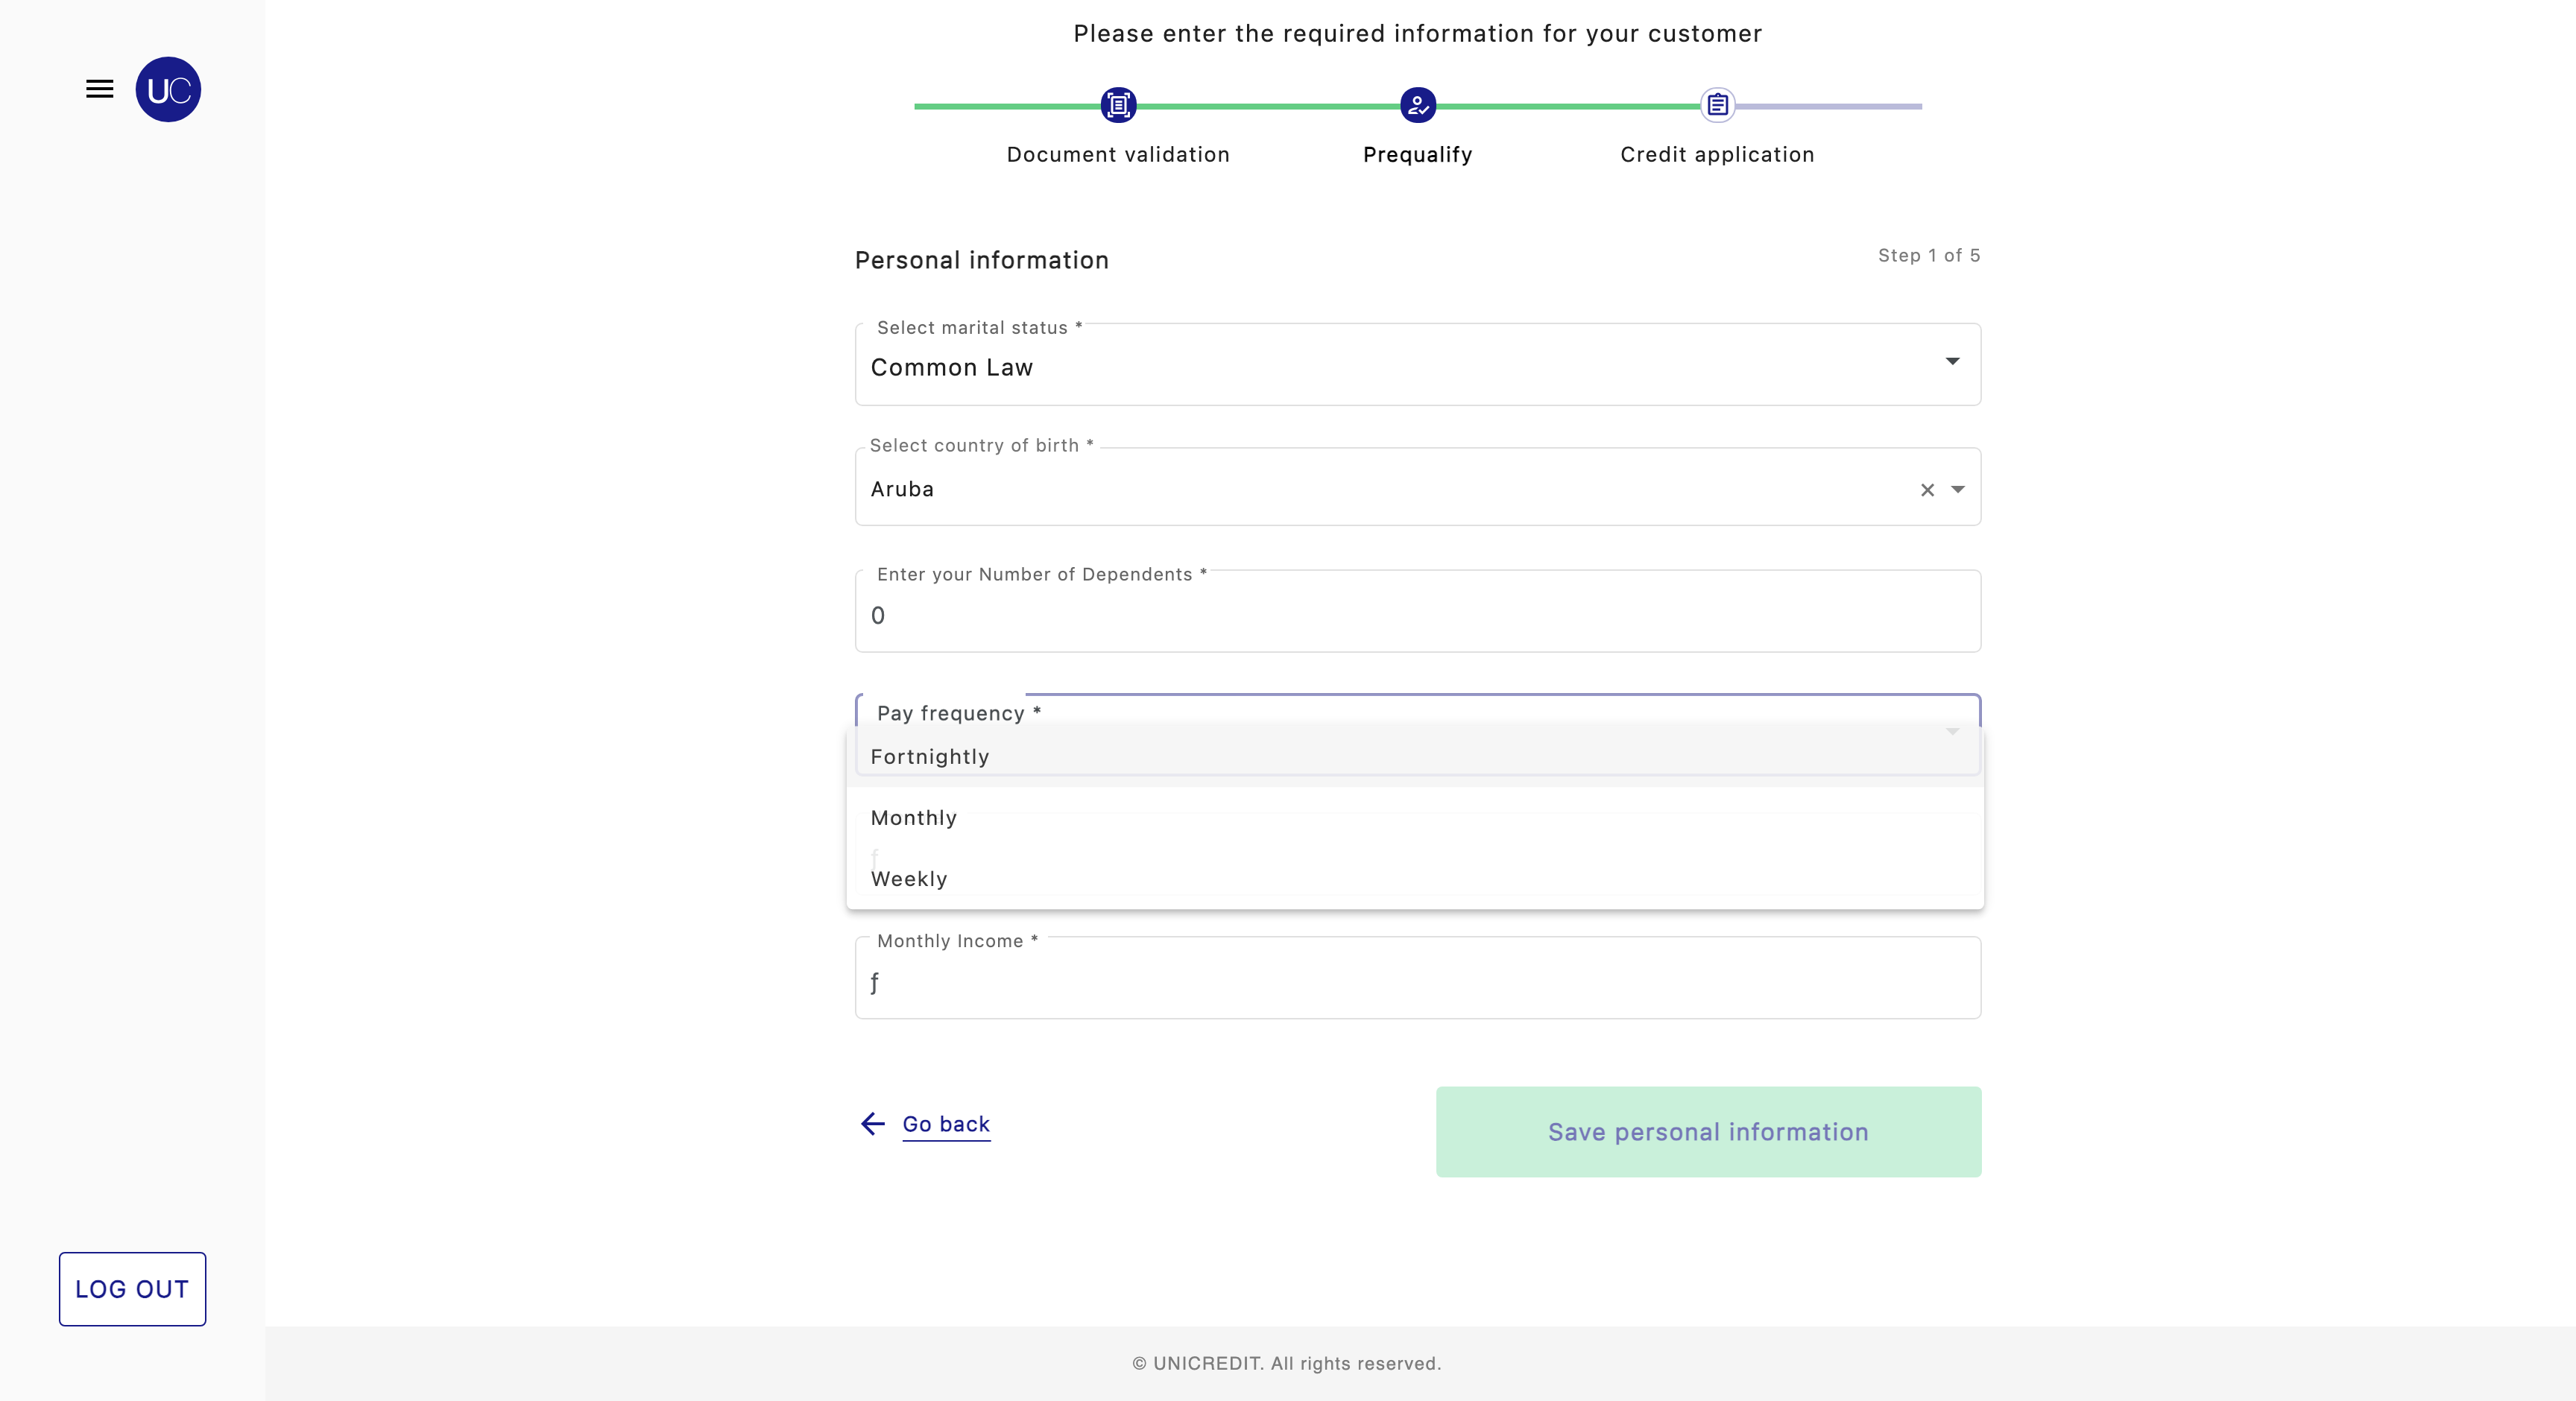 Please enter the required information for your customer
UC
Document validation
Prequalify
Credit application
Personal information
Step 1 of 5
Select marital status *
Common Law
Select country of birth *
Aruba
Enter your Number of Dependents *
0
Pay frequency *
Fortnightly
Monthly
ƒ
Weekly
Monthly Income *
ƒ
Go back
Save personal information
LOG OUT
© UNICREDIT. All rights reserved.